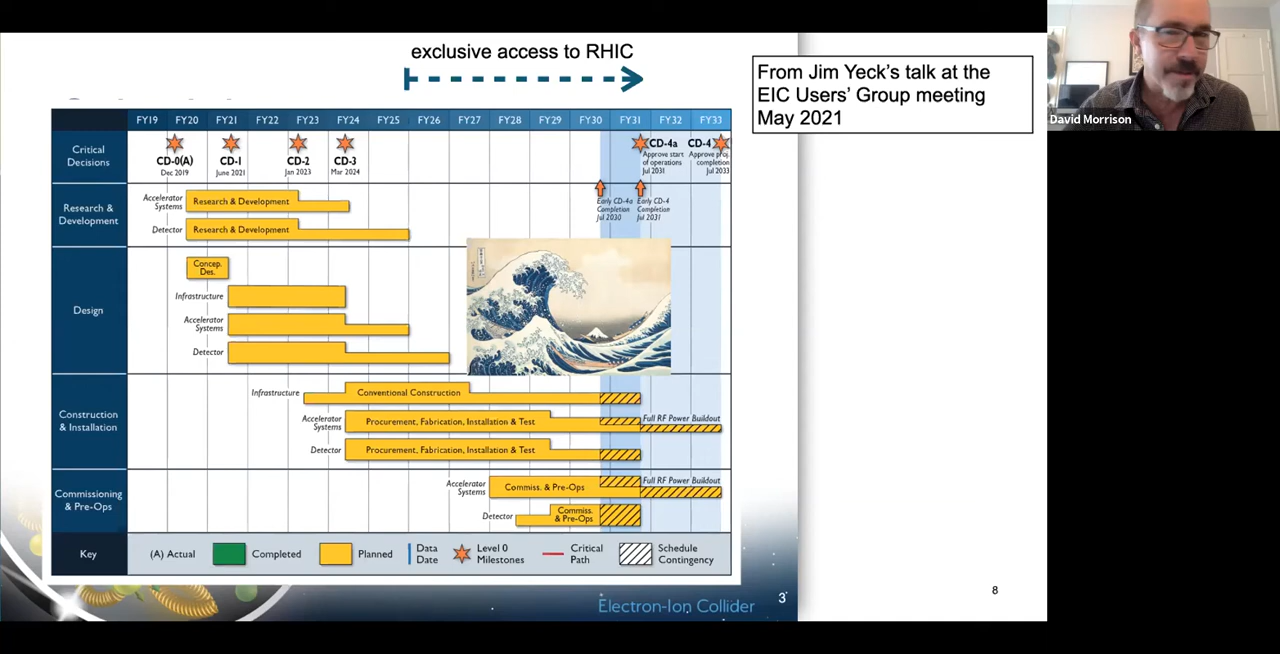 exclusive access to RHIC
From Jim Yeck's talk at the
EIC Users' Group meeting
May 2021
David Morrison
FY19 FY20 FY21 FY22 FY23 FY24 FY25 FY26 FY27 FY28 FY29 FY30 FY31 FY32 FY33
Critical
Decisions
CD-0(A)
Dec 2019
CD-1
June 2021
CD-2
Jan 2023
CD-3
Mar 2024
CD-4a
Approve start
of operations
Jul 2031
CD-4
Approve proj.
completion
Jul 2033
Early CD-4a
Completion
Jul 2030
Early CD-4
Completion
Jul 2031
Research &
Development
Accelerator
Systems
Research & Development
Detector
Research & Development
Design
Concep.
Des.
Infrastructure
Accelerator
Systems
Detector
Construction
& Installation
Infrastructure
Conventional Construction
Accelerator
Systems
Procurement, Fabrication, Installation & Test
Full RF Power Buildout
Detector
Procurement, Fabrication, Installation & Test
Commissioning
& Pre-Ops
Accelerator
Systems
Commiss. & Pre-Ops
Full RF Power Buildout
Detector
Commiss.
& Pre-Ops
Key
(A) Actual
Completed
Planned
Data
Date
Level 0
Milestones
Critical
Path
Schedule
Contingency
Electron-Ion Collider
3
8